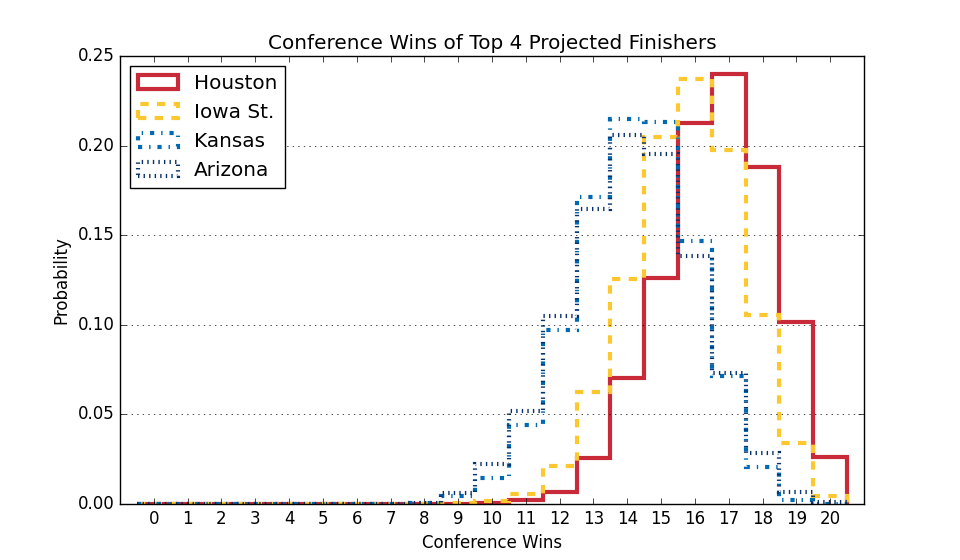 Conference Wins of Top 4 Projected Finishers
0.25
0.20
0.15
0.10
0.05
0.00
Probability
Houston
Iowa St.
Kansas
Arizona
0 1 2 3 4 5 6 7 8 9 10 11 12 13 14 15 16 17 18 19 20
Conference Wins